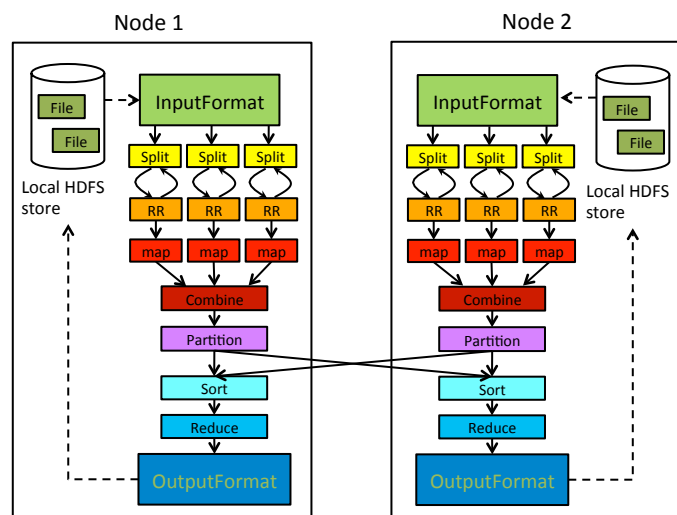 Node 1
Node 2
File
File
Local HDFS
store
InputFormat
Split Split Split
RR RR RR
map map map
Combine
Partition
Sort
Reduce
OutputFormat
InputFormat
Split Split Split
RR RR RR
map map map
Combine
Partition
Sort
Reduce
OutputFormat
File
File
Local HDFS
store